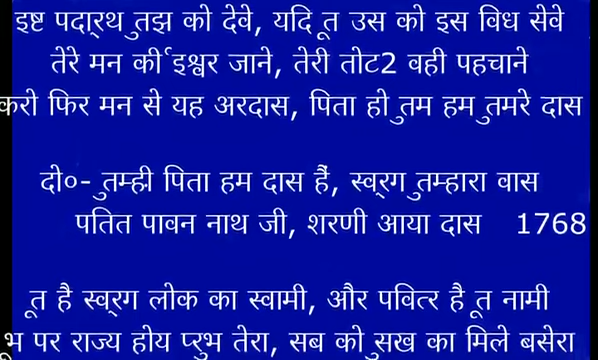 इष्ट पदार्थ तुझ को देवे, यदि तू उस को इस विध सेवे
तेरे मन की ईश्वर जाने, तेरी तोट2 वही पहचाने
करो फिर मन से यह अरदास, पिता हो तुम हम तुमरे दास
दी०- तुम्ही पिता हम दास हैं, स्वर्ग तुम्हारा वास
पतित पावन नाथ जी, शरणी आया दास 1768
तू है स्वर्ग लोक का स्वामी, और पवित्र है तू नामी
भू पर राज्य होय प्रभु तेरा, सब को सुख का मिले बसेरा